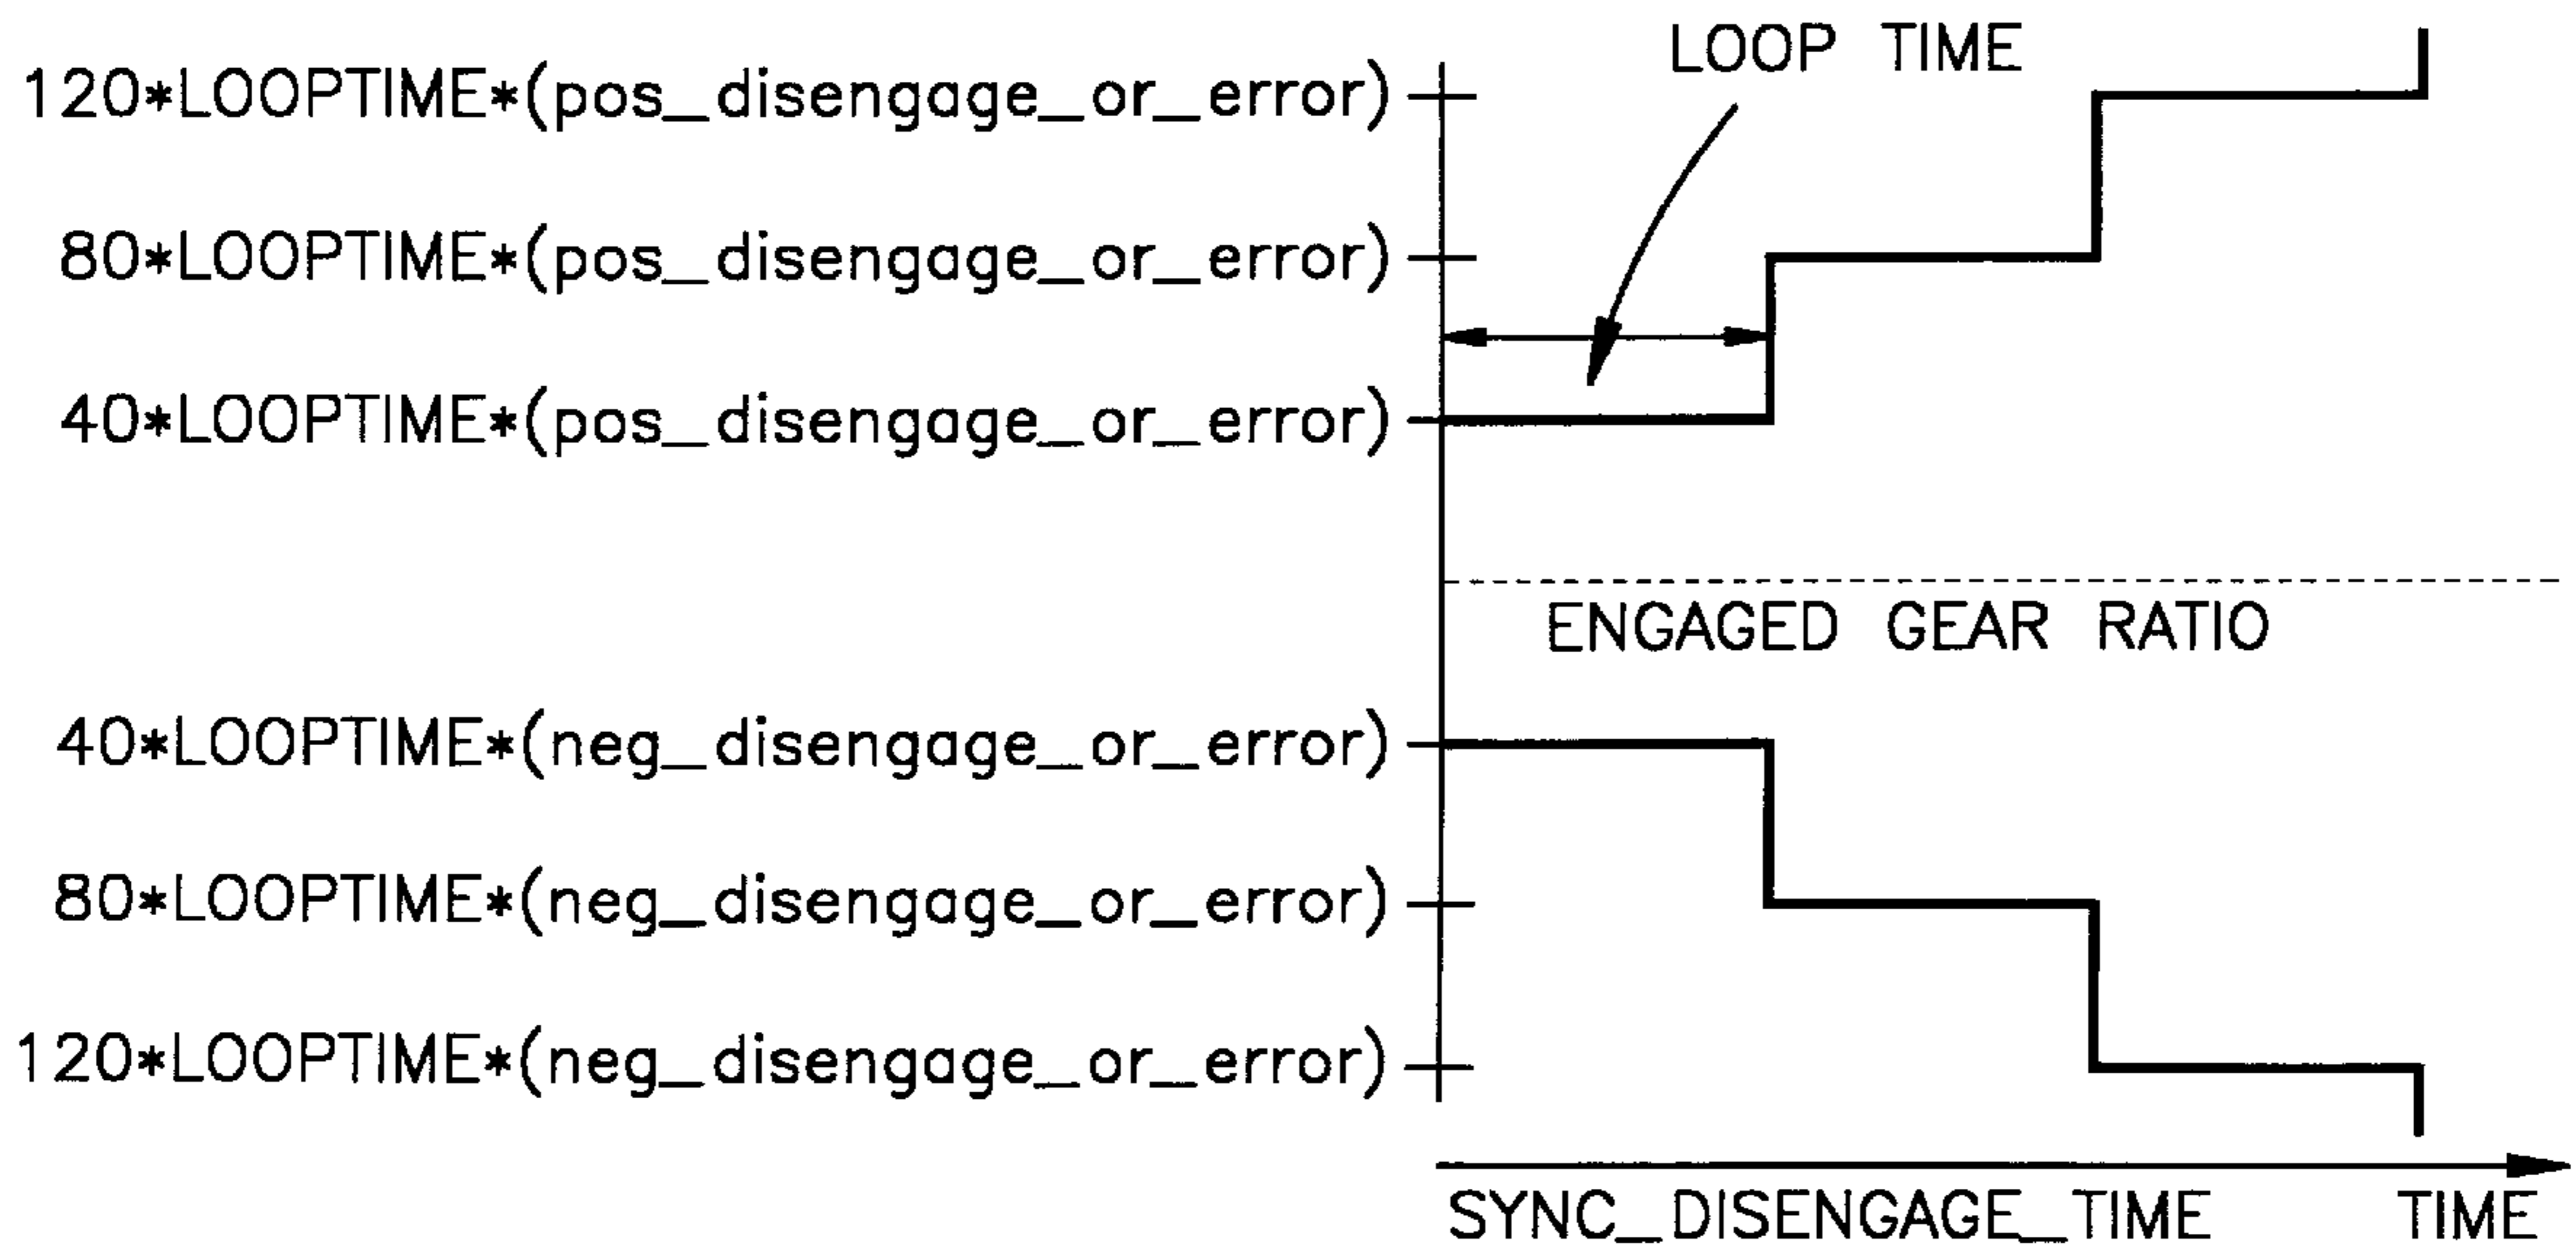 LOOP TIME
120*LOOPTIME*(pos_disengage_or_error)
80*LOOPTIME*(pos_disengage_or_error)
40*LOOPTIME*(pos_disengage_or_error)
ENGAGED GEAR RATIO
40*LOOPTIME*(neg_disengage_or_error)
80*LOOPTIME*(neg_disengage_or_error)
120*LOOPTIME*(neg_disengage_or_error)
SYNC_DISENGAGE_TIME TIME